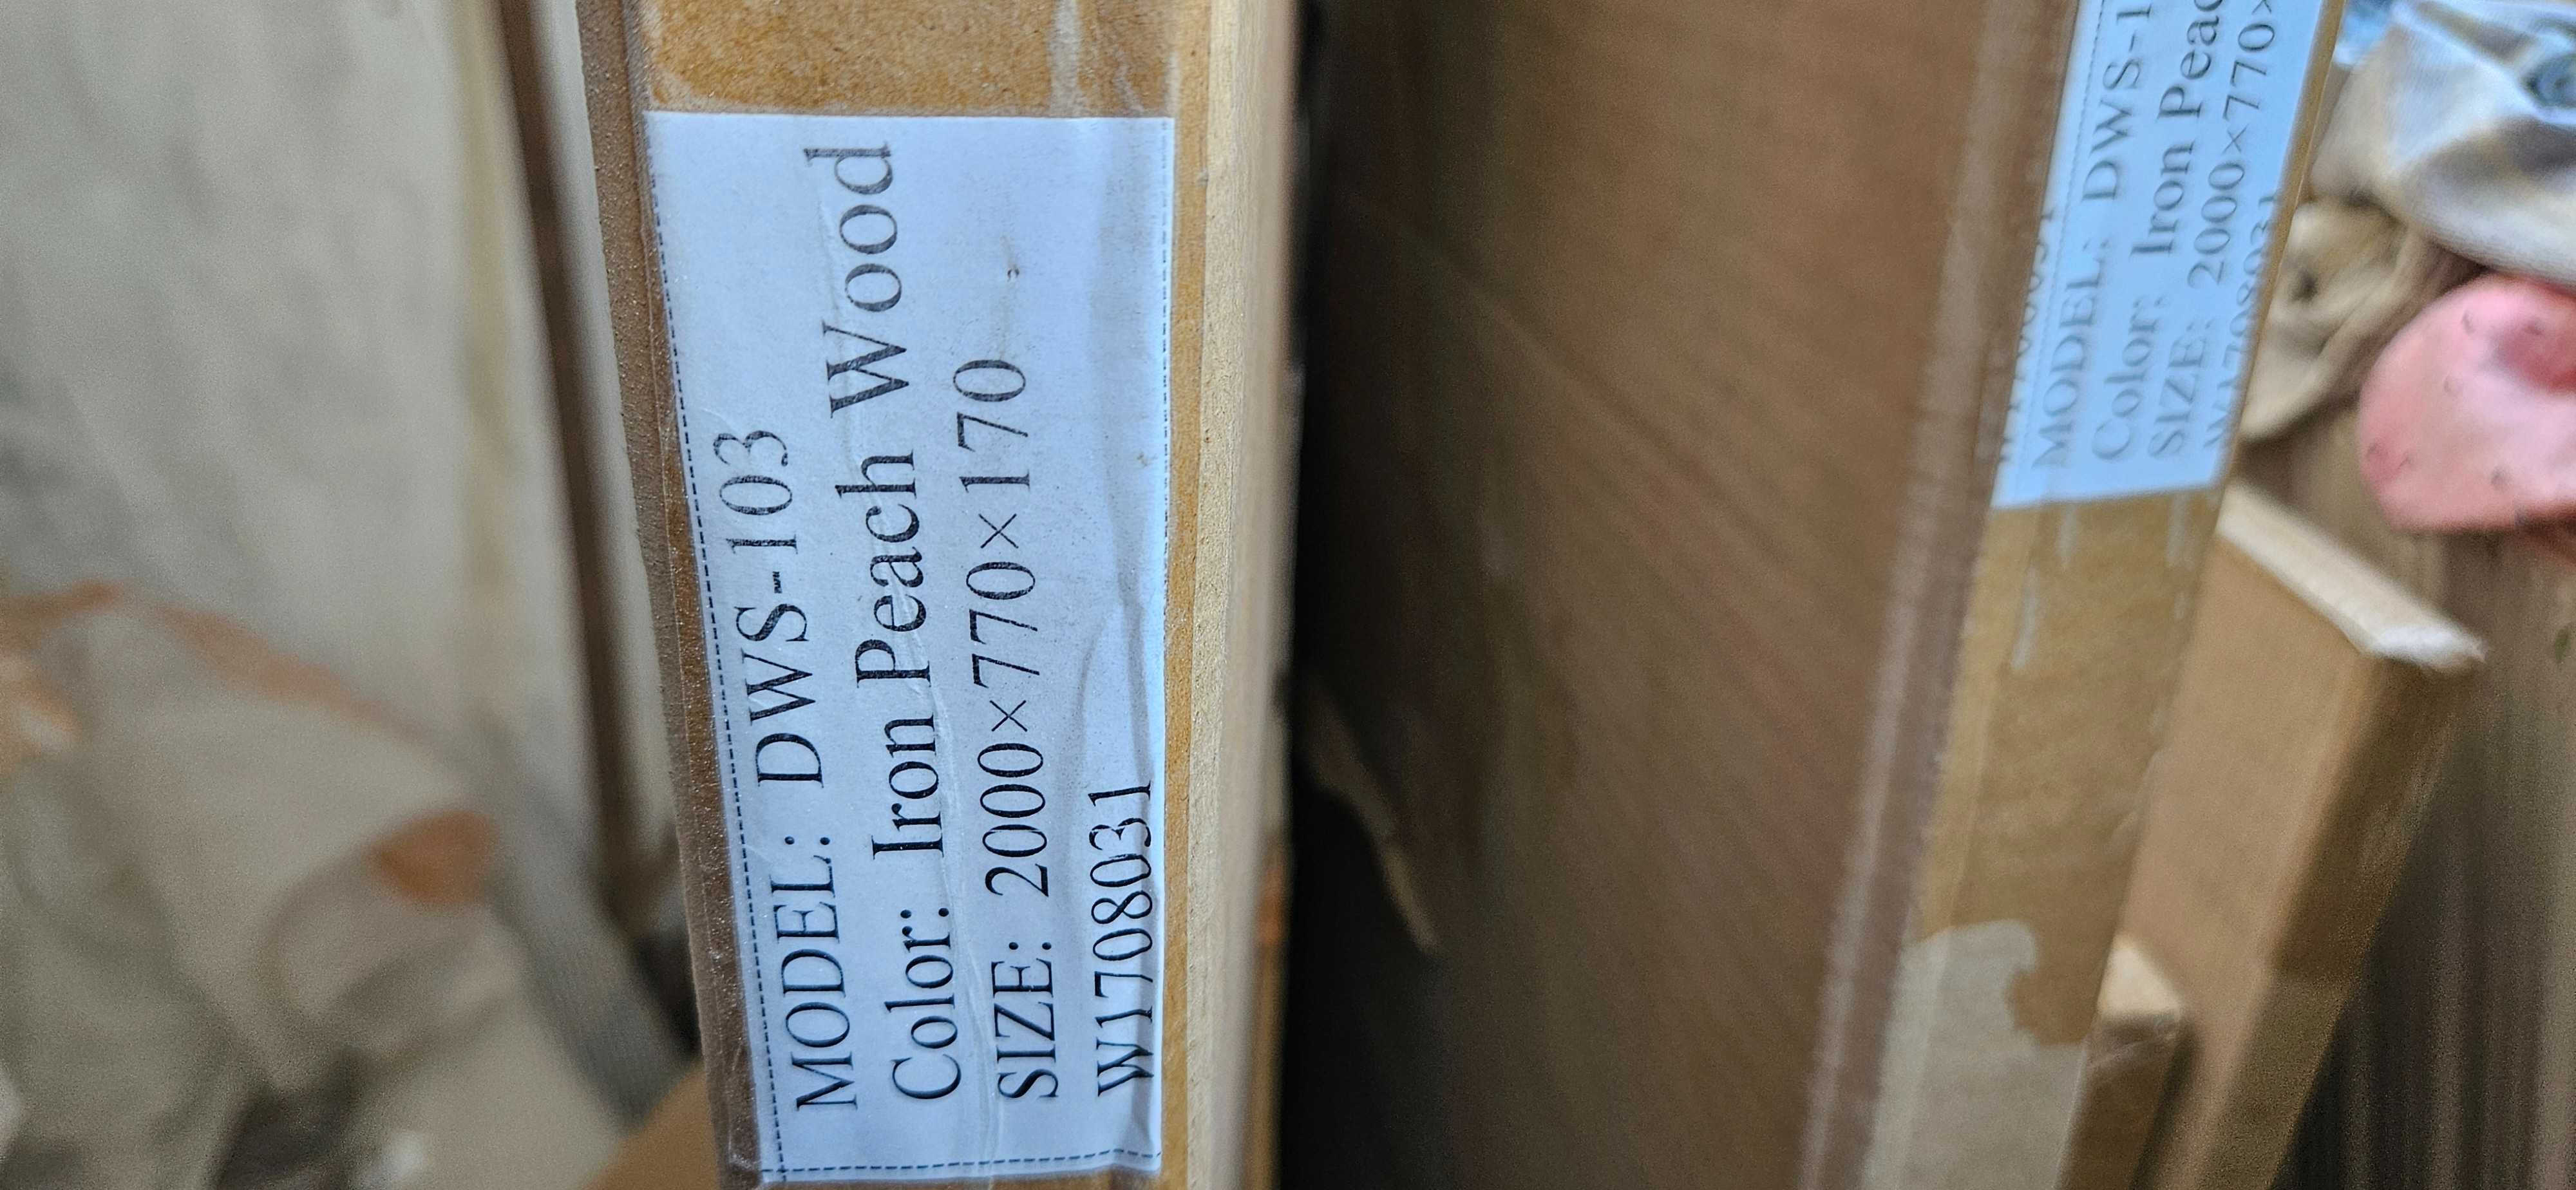 MODEL: DWS-103
Color: Iron Peach Wood
SIZE: 2000×770×170
W1708031
MODEL: DWS-1
Color: Iron Peac
SIZE: 2000×770×